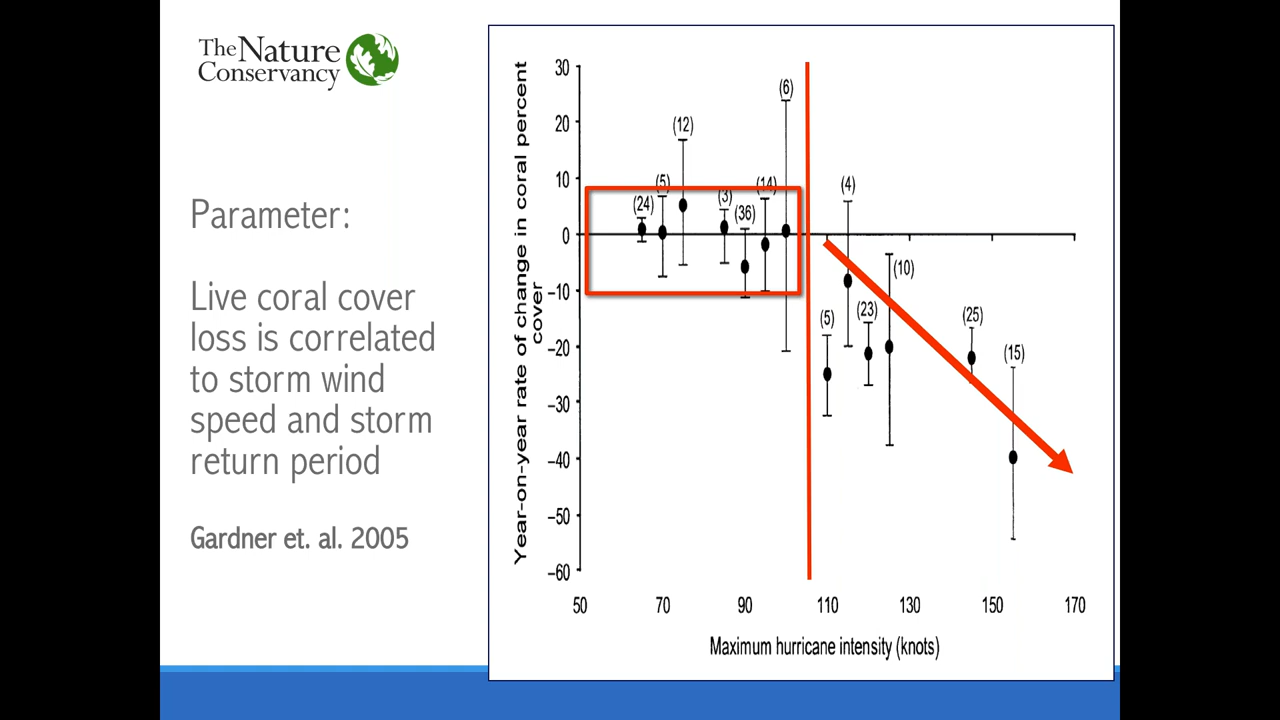 The Nature
Conservancy
Parameter:
Live coral cover
loss is correlated
to storm wind
speed and storm
return period
Gardner et. al. 2005
Year-on-year rate of change in coral percent
cover
30
20
10
0
–10
–20
–30
–40
–50
–60
(24)
(5)
(12)
(3)
(36)
(14)
(6)
(5)
(4)
(23)
(10)
(25)
(15)
50 70 90 110 130 150 170
Maximum hurricane intensity (knots)